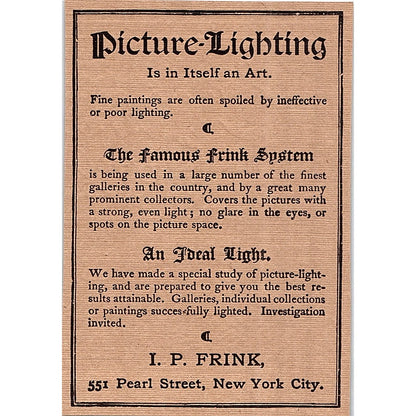 Picture-Lighting
Is in Itself an Art.
Fine paintings are often spoiled by ineffective
or poor lighting.
The Famous Frink System
is being used in a large number of the finest
galleries in the country, and by a great many
prominent collectors. Covers the pictures with
a strong, even light; no glare in the eyes, or
spots on the picture space.
An Ideal Light.
We have made a special study of picture-light-
ing, and are prepared to give you the best re-
sults attainable. Galleries, individual collections
or paintings successfully lighted. Investigation
invited.
I. P. FRINK,
551 Pearl Street, New York City.